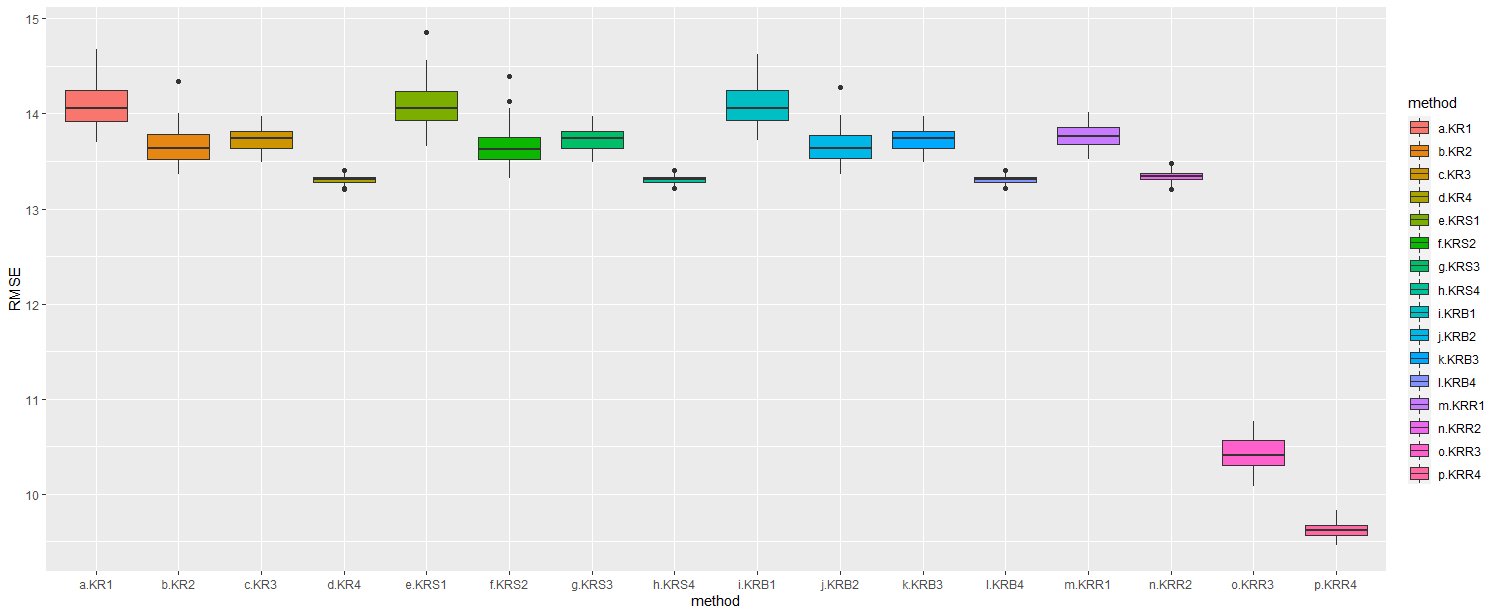 15
14
13
12
11
10
RMSE
a.KR1 b.KR2 c.KR3 d.KR4 e.KRS1 f.KRS2 g.KRS3 h.KRS4 i.KRB1 j.KRB2 k.KRB3 l.KRB4 m.KRR1 n.KRR2 o.KRR3 p.KRR4
method
method
a.KR1
b.KR2
c.KR3
d.KR4
e.KRS1
f.KRS2
g.KRS3
h.KRS4
i.KRB1
j.KRB2
k.KRB3
l.KRB4
m.KRR1
n.KRR2
o.KRR3
p.KRR4